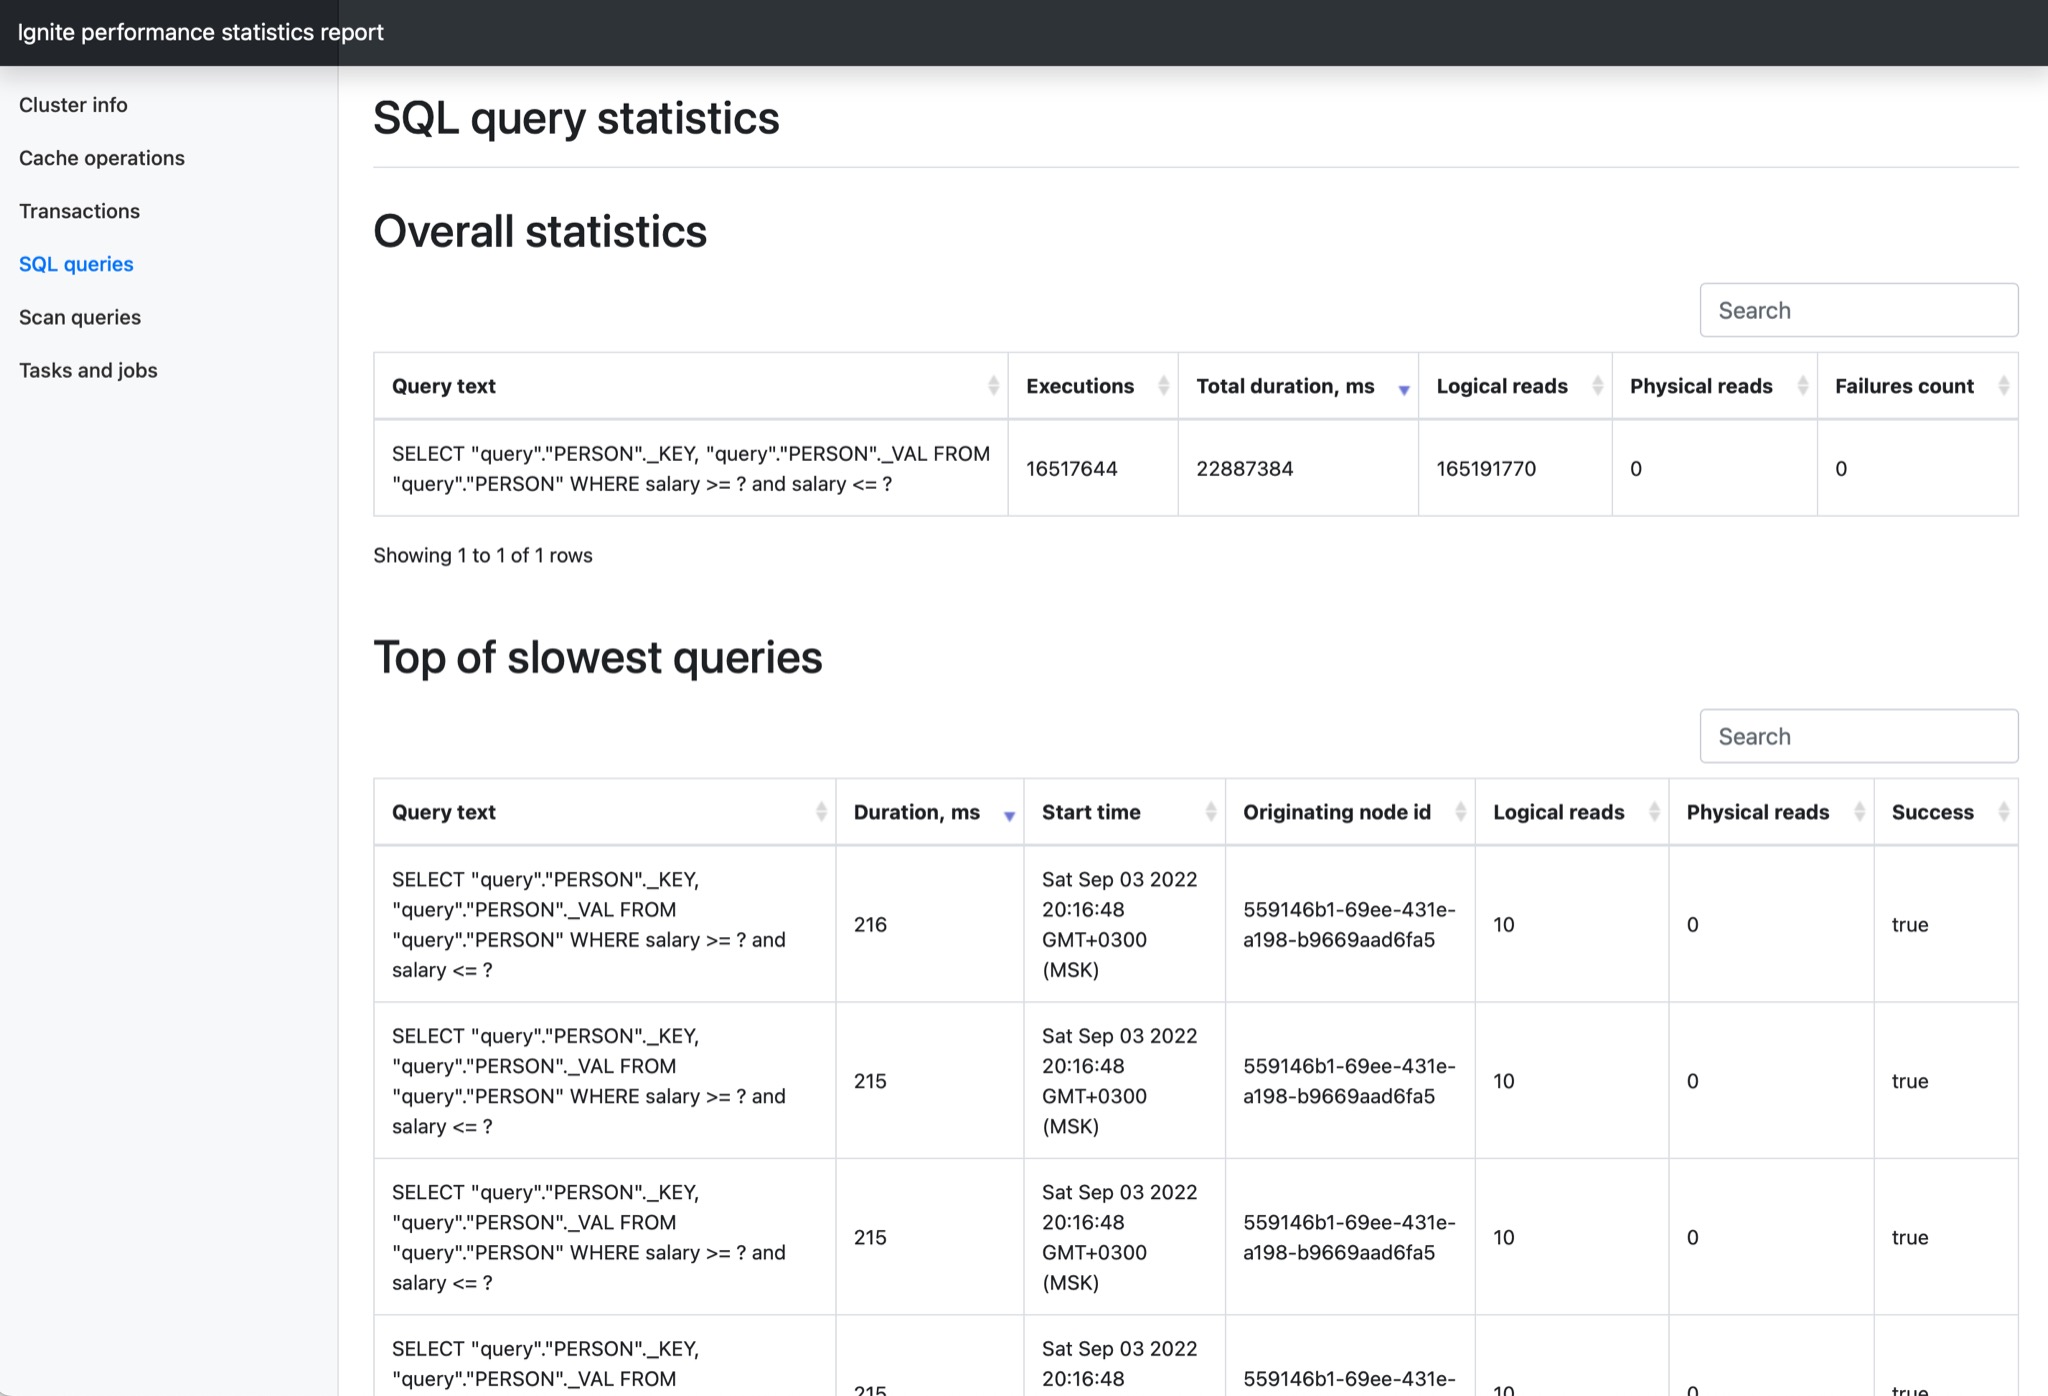 Ignite performance statistics report
Cluster info
Cache operations
Transactions
SQL queries
Scan queries
Tasks and jobs
SQL query statistics
Overall statistics
Search
Query text Executions Total duration, ms Logical reads Physical reads Failures count
SELECT "query"."PERSON"._KEY, "query"."PERSON"._VAL FROM
"query"."PERSON" WHERE salary >= ? and salary <= ?
16517644 22887384 165191770 0 0
Showing 1 to 1 of 1 rows
Top of slowest queries
Search
Query text Duration, ms Start time Originating node id Logical reads Physical reads Success
SELECT "query"."PERSON"._KEY,
"query"."PERSON"._VAL FROM
"query"."PERSON" WHERE salary >= ? and
salary <= ?
216
Sat Sep 03 2022
20:16:48
GMT+0300
(MSK)
559146b1-69ee-431e-
a198-b9669aad6fa5
10 0 true
SELECT "query"."PERSON"._KEY,
"query"."PERSON"._VAL FROM
"query"."PERSON" WHERE salary >= ? and
salary <= ?
215
Sat Sep 03 2022
20:16:48
GMT+0300
(MSK)
559146b1-69ee-431e-
a198-b9669aad6fa5
10 0 true
SELECT "query"."PERSON"._KEY,
"query"."PERSON"._VAL FROM
"query"."PERSON" WHERE salary >= ? and
salary <= ?
215
Sat Sep 03 2022
20:16:48
GMT+0300
(MSK)
559146b1-69ee-431e-
a198-b9669aad6fa5
10 0 true
SELECT "query"."PERSON"._KEY,
"query"."PERSON"._VAL FROM
215
Sat Sep 03 2022
20:16:48
559146b1-69ee-431e-
10 0 true